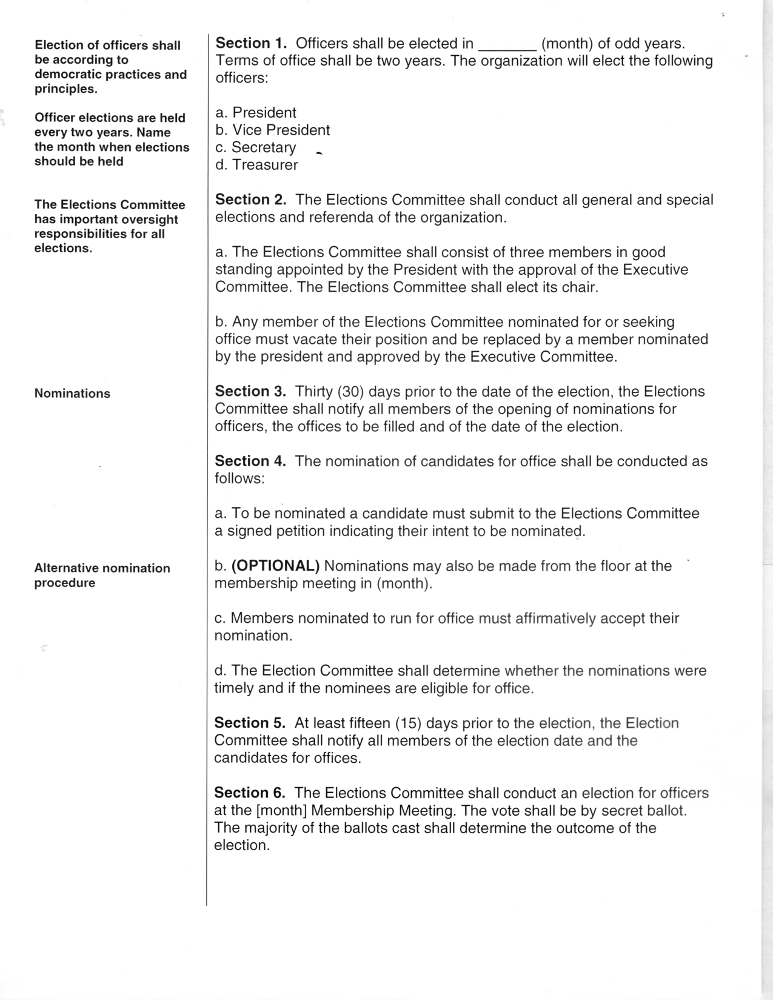 Election of officers shall
be according to
democratic practices and
principles.
Officer elections are held
every two years. Name
the month when elections
should be held
The Elections Committee
has important oversight
responsibilities for all
elections.
Nominations
Alternative nomination
procedure
Section 1. Officers shall be elected in _______ (month) of odd years.
Terms of office shall be two years. The organization will elect the following
officers:
a. President
b. Vice President
c. Secretary
d. Treasurer
Section 2. The Elections Committee shall conduct all general and special
elections and referenda of the organization.
a. The Elections Committee shall consist of three members in good
standing appointed by the President with the approval of the Executive
Committee. The Elections Committee shall elect its chair.
b. Any member of the Elections Committee nominated for or seeking
office must vacate their position and be replaced by a member nominated
by the president and approved by the Executive Committee.
Section 3. Thirty (30) days prior to the date of the election, the Elections
Committee shall notify all members of the opening of nominations for
officers, the offices to be filled and of the date of the election.
Section 4. The nomination of candidates for office shall be conducted as
follows:
a. To be nominated a candidate must submit to the Elections Committee
a signed petition indicating their intent to be nominated.
b. (OPTIONAL) Nominations may also be made from the floor at the
membership meeting in (month).
c. Members nominated to run for office must affirmatively accept their
nomination.
d. The Election Committee shall determine whether the nominations were
timely and if the nominees are eligible for office.
Section 5. At least fifteen (15) days prior to the election, the Election
Committee shall notify all members of the election date and the
candidates for offices.
Section 6. The Elections Committee shall conduct an election for officers
at the [month] Membership Meeting. The vote shall be by secret ballot.
The majority of the ballots cast shall determine the outcome of the
election.